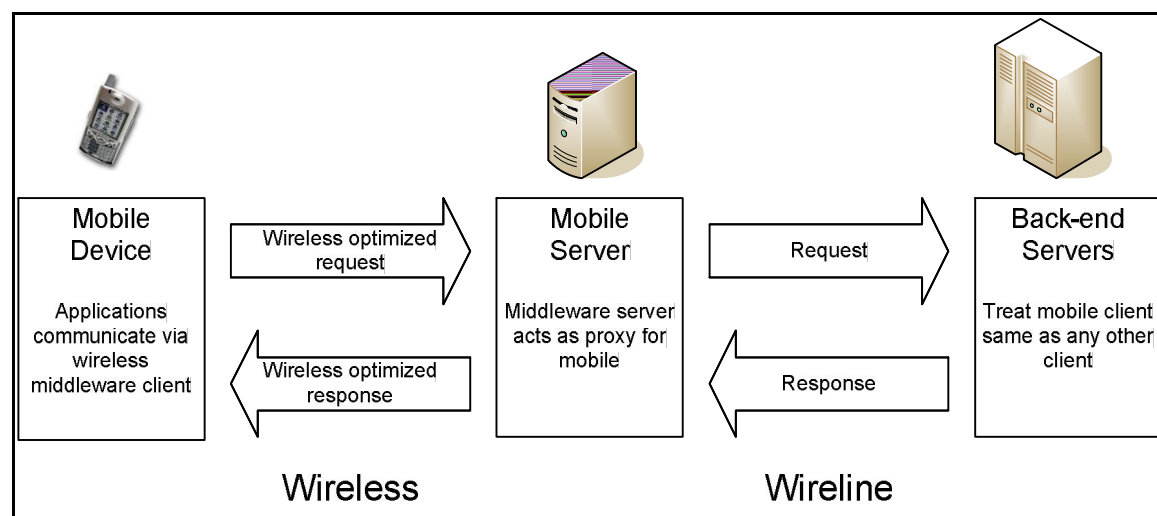 Mobile
Device
Applications
communicate via
wireless
middleware client
Wireless optimized
request
Wireless optimized
response
Mobile
Server
Middleware server
acts as proxy for
mobile
Request
Response
Back-end
Servers
Treat mobile client
same as any other
client
Wireless
Wireline